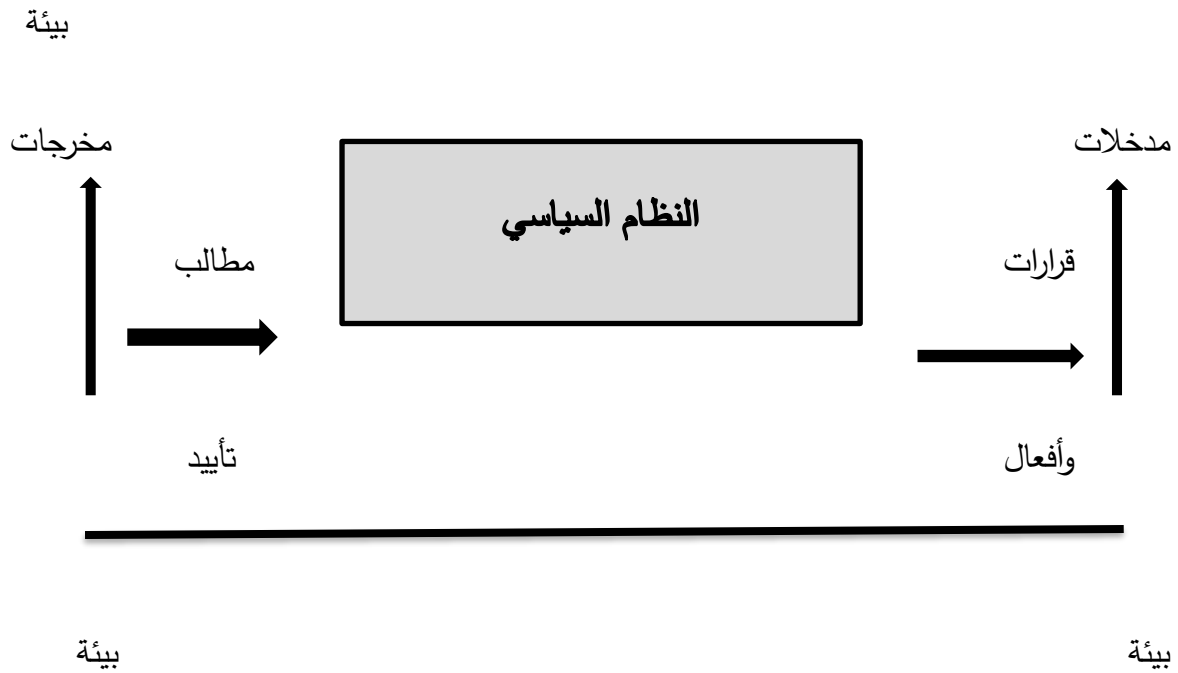 بيئة
مدخلات
مخرجات
النظام السياسي
قرارات
مطالب
وأفعال
تأييد
بيئة
بيئة